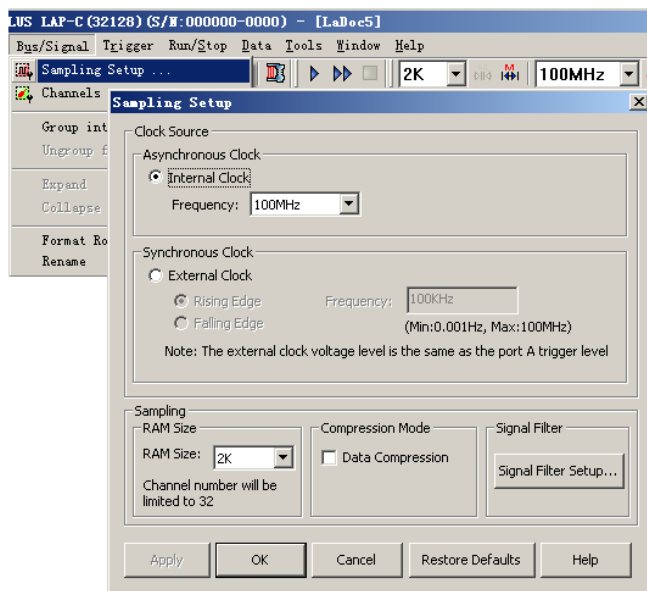 LUS LAP-C(32128)(S/N:000000-0000) - [LaDoc5]
Bus/Signal Trigger Run/Stop Data Tools Window Help
Sampling Setup ...
2K 100MHz
Channels
Sampling Setup
Group int
Ungroup f
Expand
Collapse
Format Ro
Rename
Clock Source
Asynchronous Clock
Internal Clock
Frequency: 100MHz
Synchronous Clock
External Clock
Rising Edge Frequency: 100KHz
Falling Edge (Min:0.001Hz, Max:100MHz)
Note: The external clock voltage level is the same as the port A trigger level
Sampling
RAM Size Compression Mode Signal Filter
RAM Size: 2K Data Compression Signal Filter Setup...
Channel number will be
limited to 32
Apply OK Cancel Restore Defaults Help